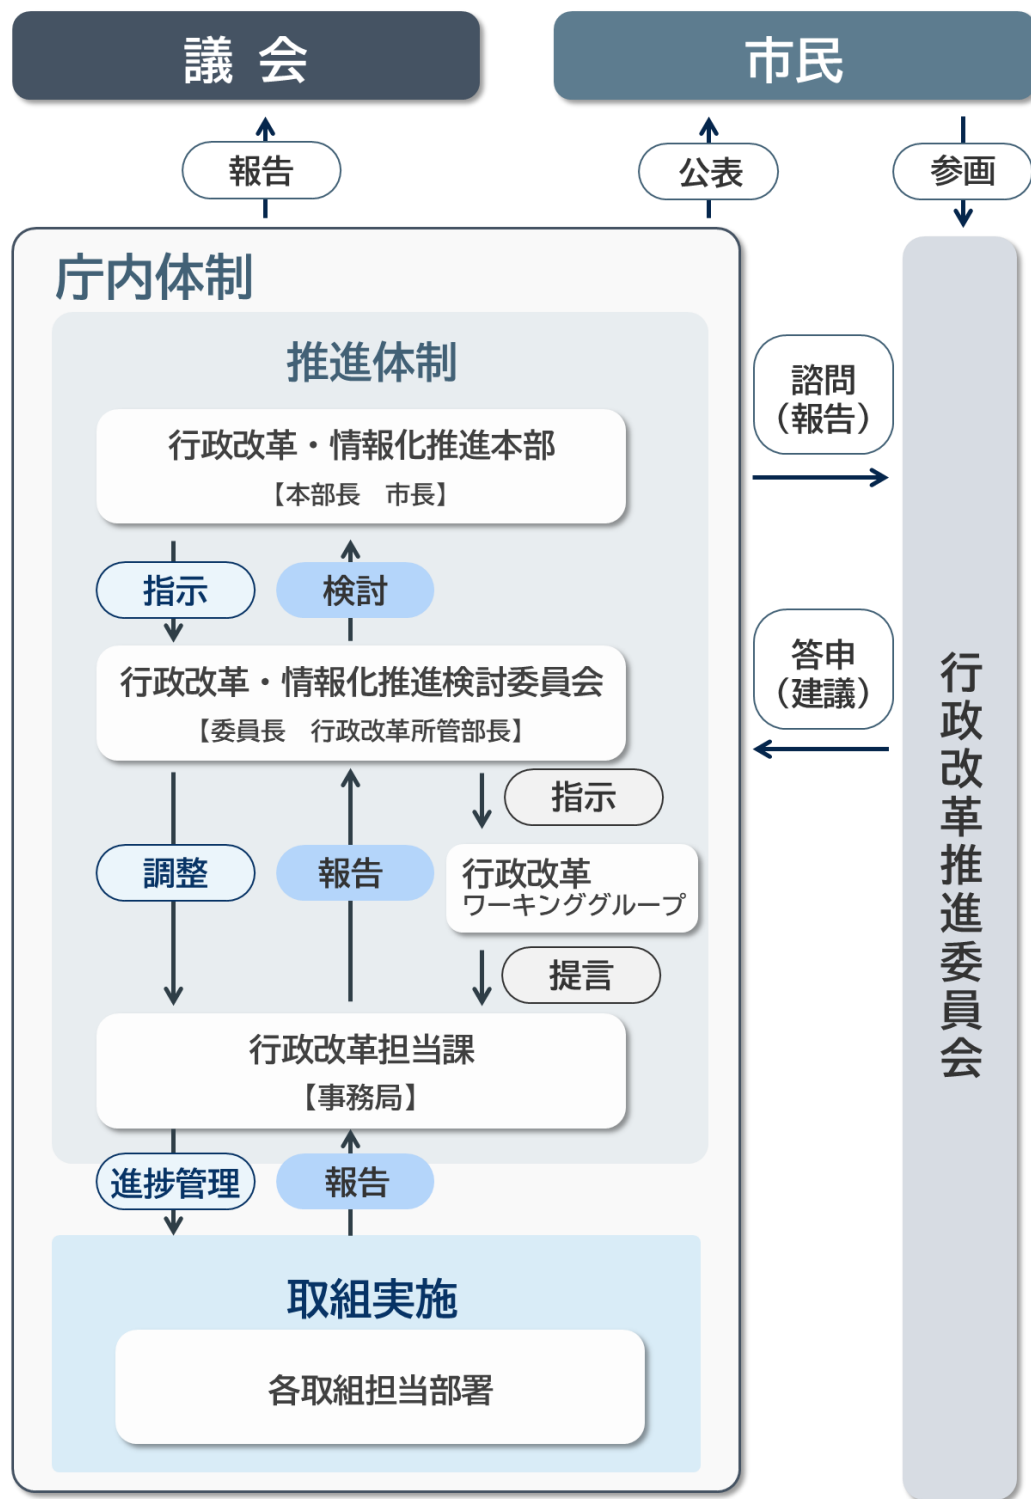 議 会
市民
報告
公表
参画
庁内体制
推進体制
行政改革・情報化推進本部
【本部長　市長】
指示
検討
行政改革・情報化推進検討委員会
【委員長　行政改革所管部長】
指示
調整
報告
行政改革
ワーキンググループ
提言
行政改革担当課
【事務局】
進捗管理
報告
取組実施
各取組担当部署
諮問
（報告）
答申
（建議）
行政改革推進委員会